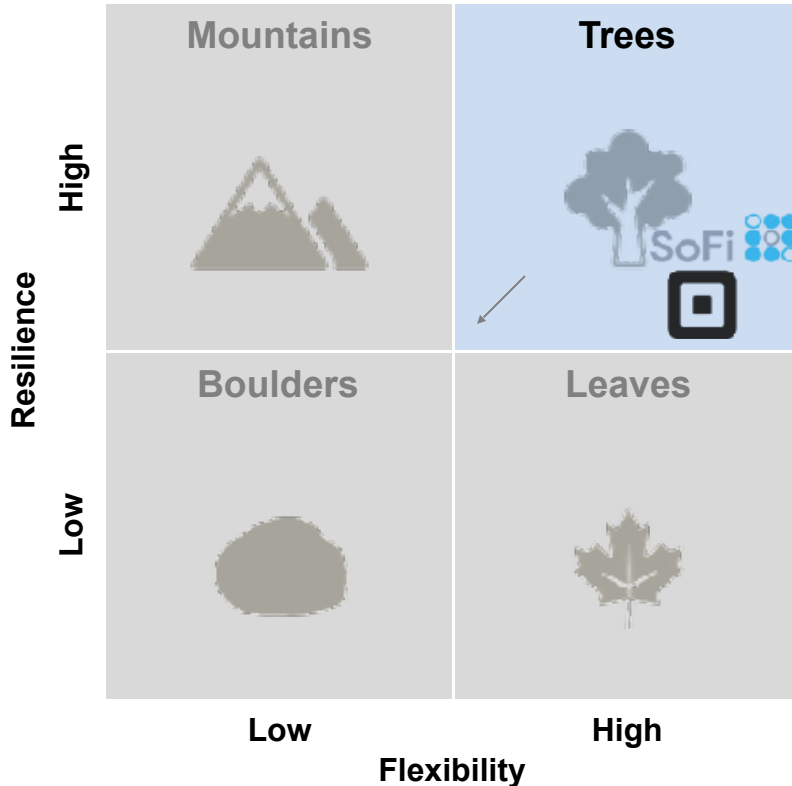 Mountains
Trees
High
SoFi
Resilience
Boulders
Leaves
Low
Low
High
Flexibility